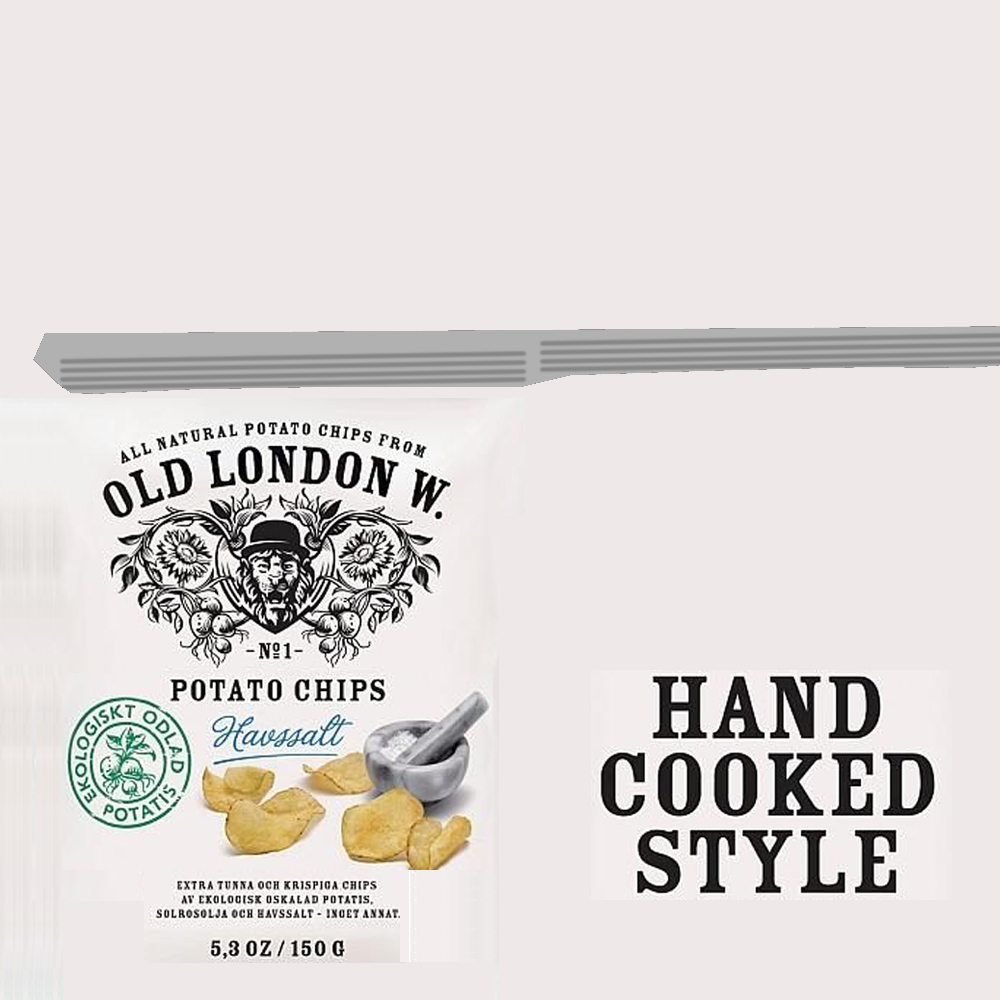 ALL NATURAL POTATO CHIPS FROM
OLD LONDON W.
-Nº1-
POTATO CHIPS
Havssalt
EKOLOGISKT ODLAD
POTATIS
EXTRA TUNNA OCH KRISPIGA CHIPS
AV EKOLOGISK OSKALAD POTATIS,
SOLROSOLJA OCH HAVSSALT - INGET ANNAT.
5,3 OZ / 150 G
HAND
COOKED
STYLE